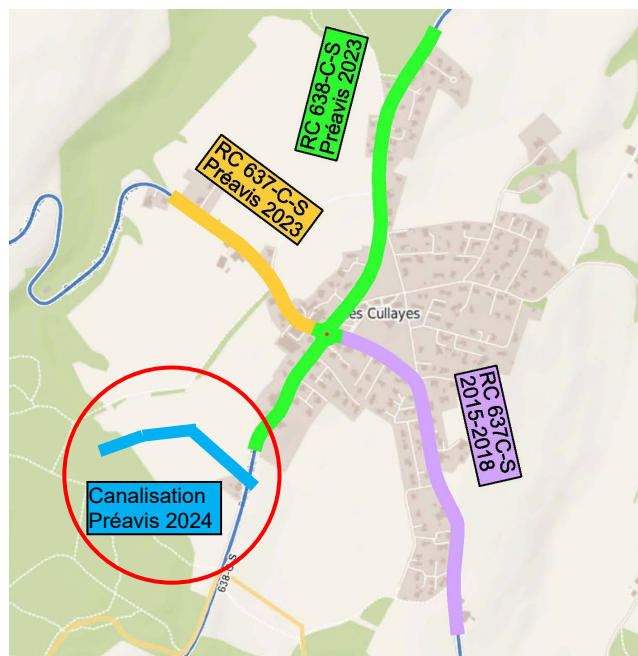 RC 638-C-S
Préavis 2023
RC 637-C-S
Préavis 2023
es Cullayes
RC 637C-S
2015-2018
Canalisation
Préavis 2024
638-C-S